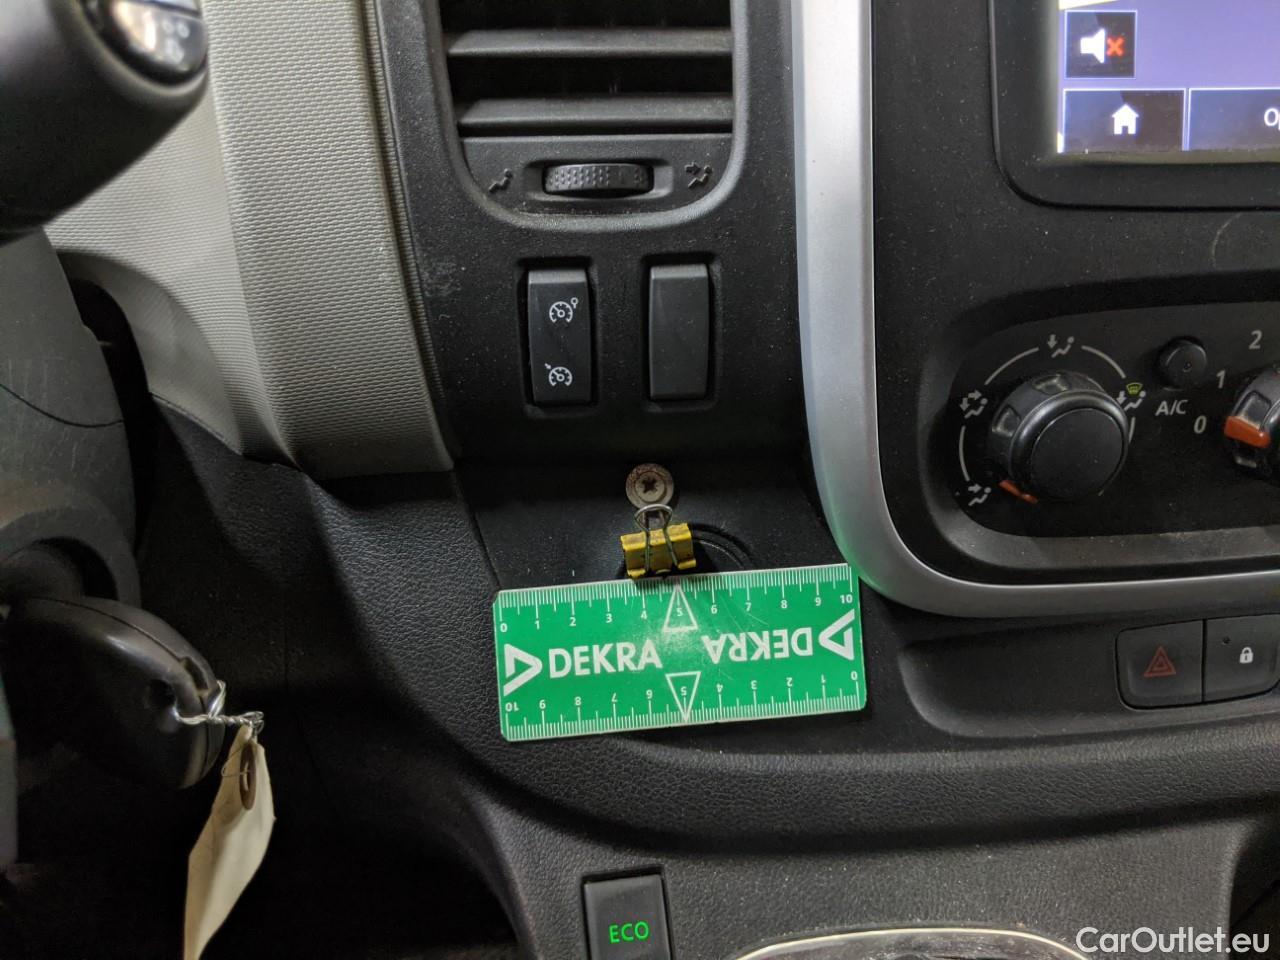 Op
2
1
A/C
0
0 1 2 3 4 5 6 7 8 9 10
DEKRA
DEKRA
10 9 8 7 6 5 4 3 2 1 0
ECO
CarOutlet.eu